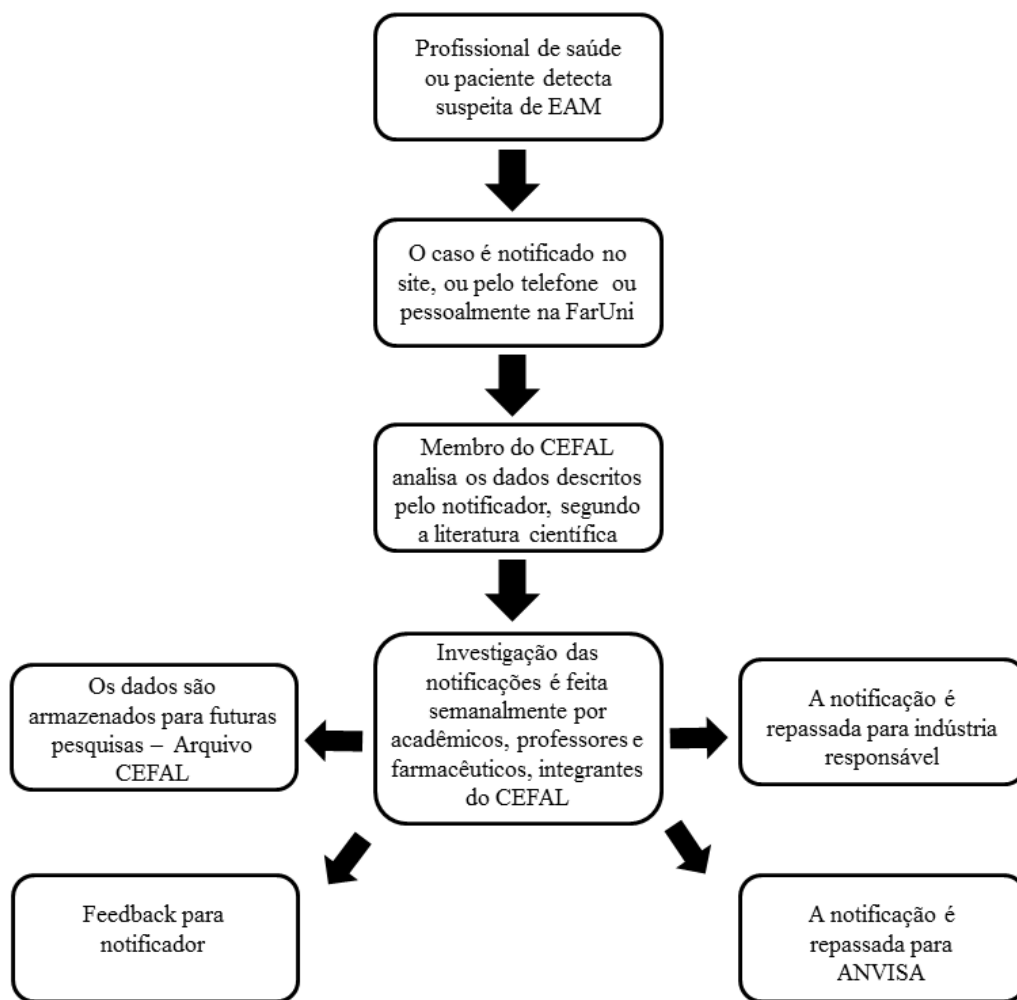 Profissional de saúde
ou paciente detecta
suspeita de EAM
O caso é notificado no
site, ou pelo telefone ou
pessoalmente na FarUni
Membro do CEFAL
analisa os dados descritos
pelo notificador, segundo
a literatura científica
Investigação das
notificações é feita
semanalmente por
acadêmicos, professores e
farmacêuticos, integrantes
do CEFAL
Os dados são
armazenados para futuras
pesquisas – Arquivo
CEFAL
A notificação é
repassada para indústria
responsável
Feedback para
notificador
A notificação é
repassada para
ANVISA